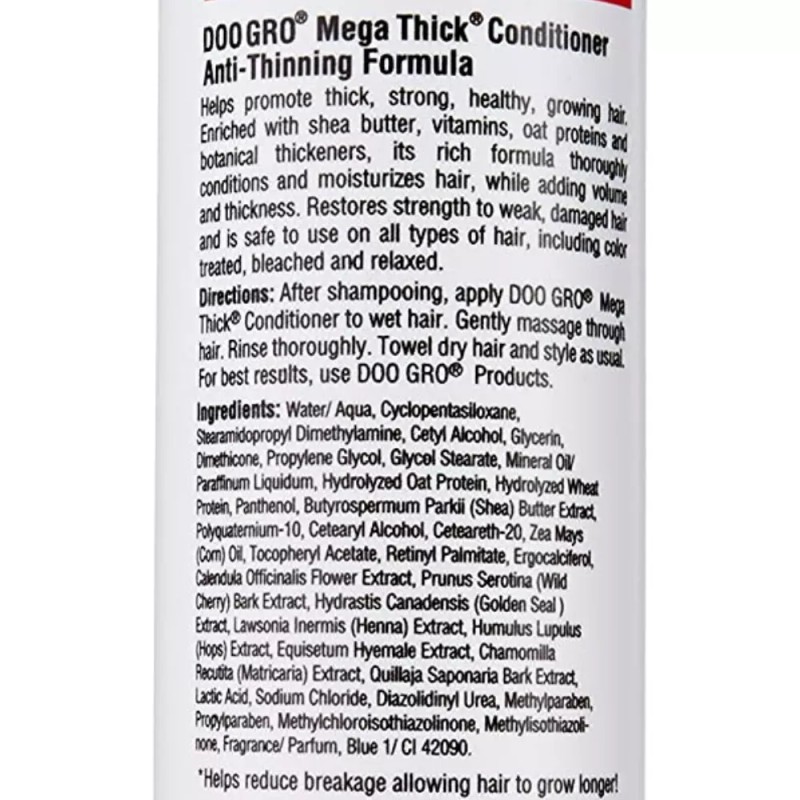 DOO GRO® Mega Thick® Conditioner
Anti-Thinning Formula
Helps promote thick, strong, healthy, growing hair.
Enriched with shea butter, vitamins, oat proteins and
botanical thickeners, its rich formula thoroughly
conditions and moisturizes hair, while adding volume
and thickness. Restores strength to weak, damaged hair
and is safe to use on all types of hair, including color
treated, bleached and relaxed.
Directions: After shampooing, apply DOO GRO® Mega
Thick® Conditioner to wet hair. Gently massage through
hair. Rinse thoroughly. Towel dry hair and style as usual.
For best results, use DOO GRO® Products.
Ingredients: Water/ Aqua, Cyclopentasiloxane,
Stearamidopropyl Dimethylamine, Cetyl Alcohol, Glycerin,
Dimethicone, Propylene Glycol, Glycol Stearate, Mineral Oil/
Paraffinum Liquidum, Hydrolyzed Oat Protein, Hydrolyzed Wheat
Protein, Panthenol, Butyrospermum Parkii (Shea) Butter Extract,
Polyquaternium-10, Cetearyl Alcohol, Ceteareth-20, Zea Mays
(Corn) Oil, Tocopheryl Acetate, Retinyl Palmitate, Ergocalciferol,
Calendula Officinalis Flower Extract, Prunus Serotina (Wild
Cherry) Bark Extract, Hydrastis Canadensis (Golden Seal )
Extract, Lawsonia Inermis (Henna) Extract, Humulus Lupulus
(Hops) Extract, Equisetum Hyemale Extract, Chamomilla
Recutita (Matricaria) Extract, Quillaja Saponaria Bark Extract,
Lactic Acid, Sodium Chloride, Diazolidinyl Urea, Methylparaben,
Propylparaben, Methylchloroisothiazolinone, Methylisothiazoli-
none, Fragrance/ Parfum, Blue 1/ CI 42090.
*Helps reduce breakage allowing hair to grow longer!